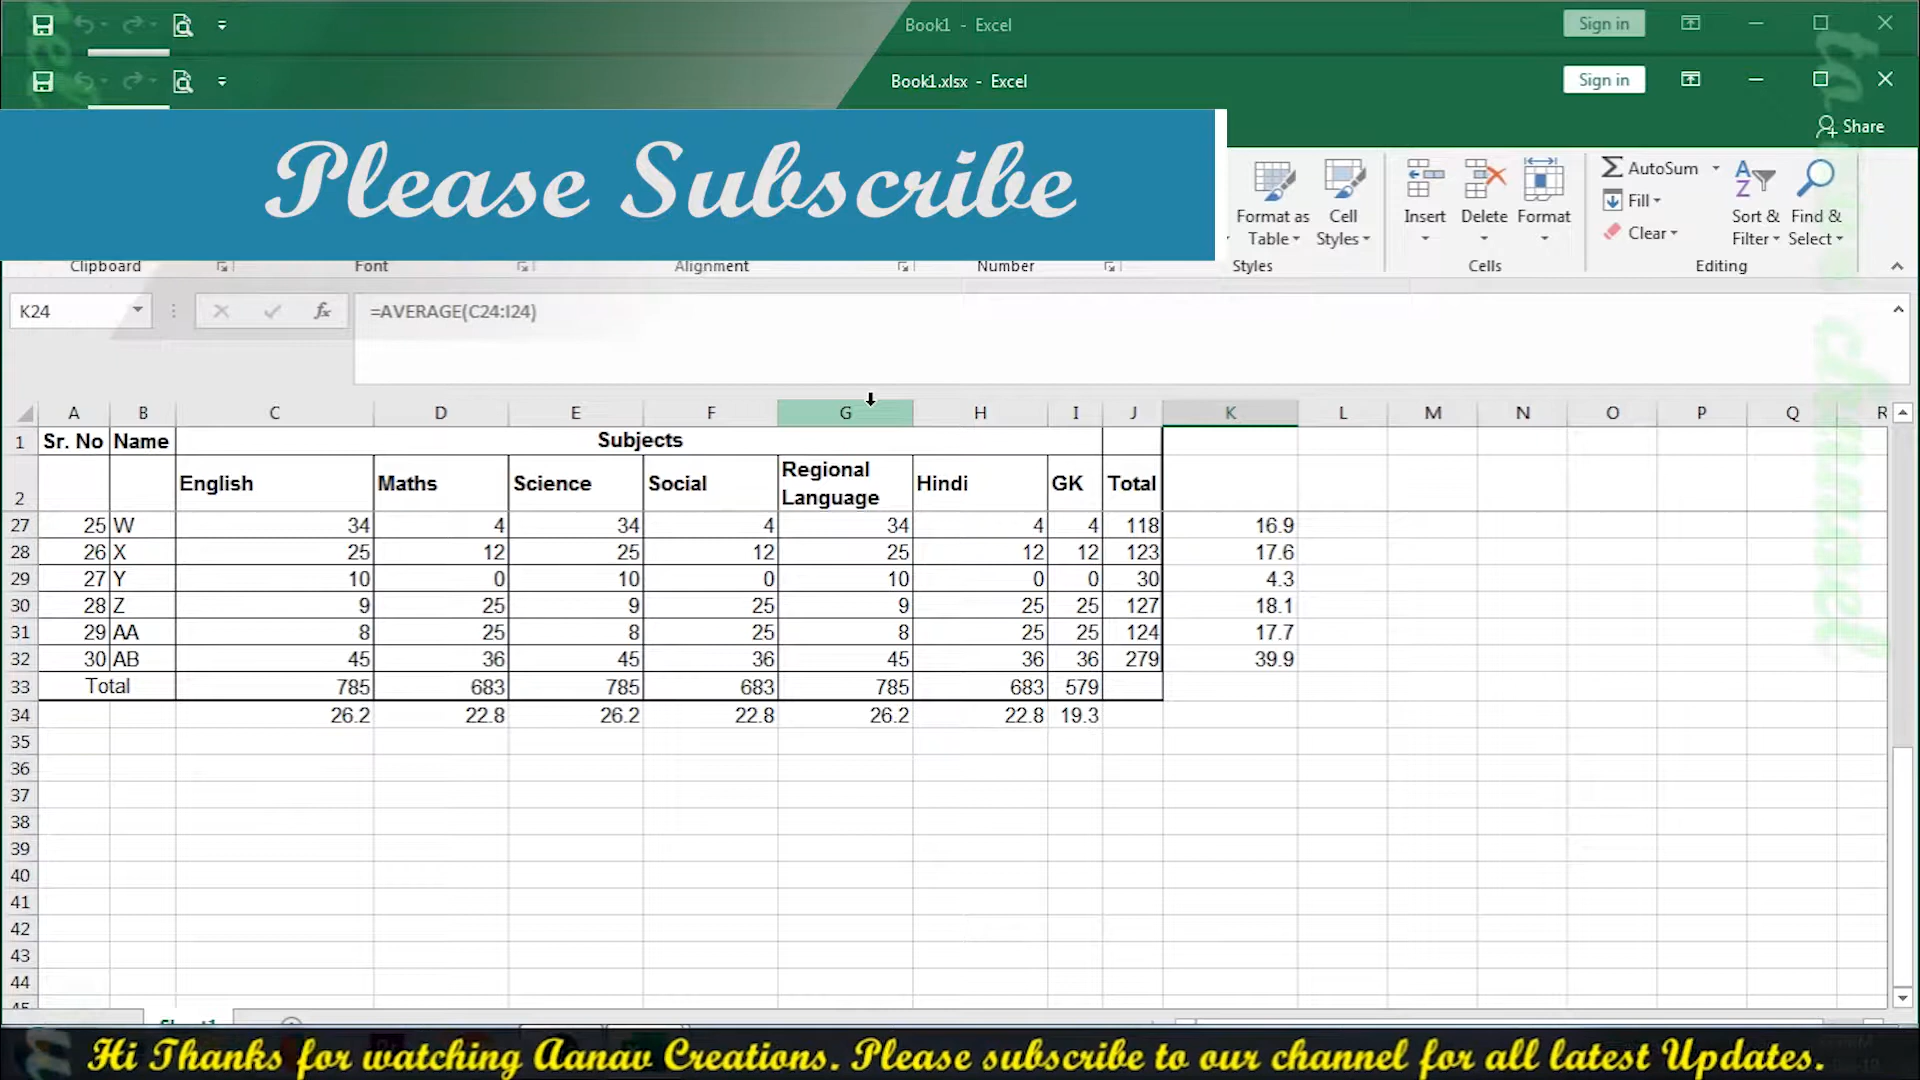 Book1 - Excel
Sign in
Book1.xlsx - Excel
Sign in
Share
Please Subscribe
Format as Table
Cell Styles
Insert
Delete
Format
AutoSum
Fill
Clear
Sort & Filter
Find & Select
Clipboard Font Alignment Number Styles Cells Editing
K24 fx =AVERAGE(C24:I24)
A B C D E F G H I J K L M N O P Q R
1 Sr. No Name Subjects
2 English Maths Science Social Regional Language Hindi GK Total
27 25 W 34 4 34 4 34 4 4 118 16.9
28 26 X 25 12 25 12 25 12 12 123 17.6
29 27 Y 10 0 10 0 10 0 0 30 4.3
30 28 Z 9 25 9 25 9 25 25 127 18.1
31 29 AA 8 25 8 25 8 25 25 124 17.7
32 30 AB 45 36 45 36 45 36 36 279 39.9
33 Total 785 683 785 683 785 683 579
34 26.2 22.8 26.2 22.8 26.2 22.8 19.3
35
36
37
38
39
40
41
42
43
44
Hi Thanks for watching Aanav Creations. Please subscribe to our channel for all latest Updates.